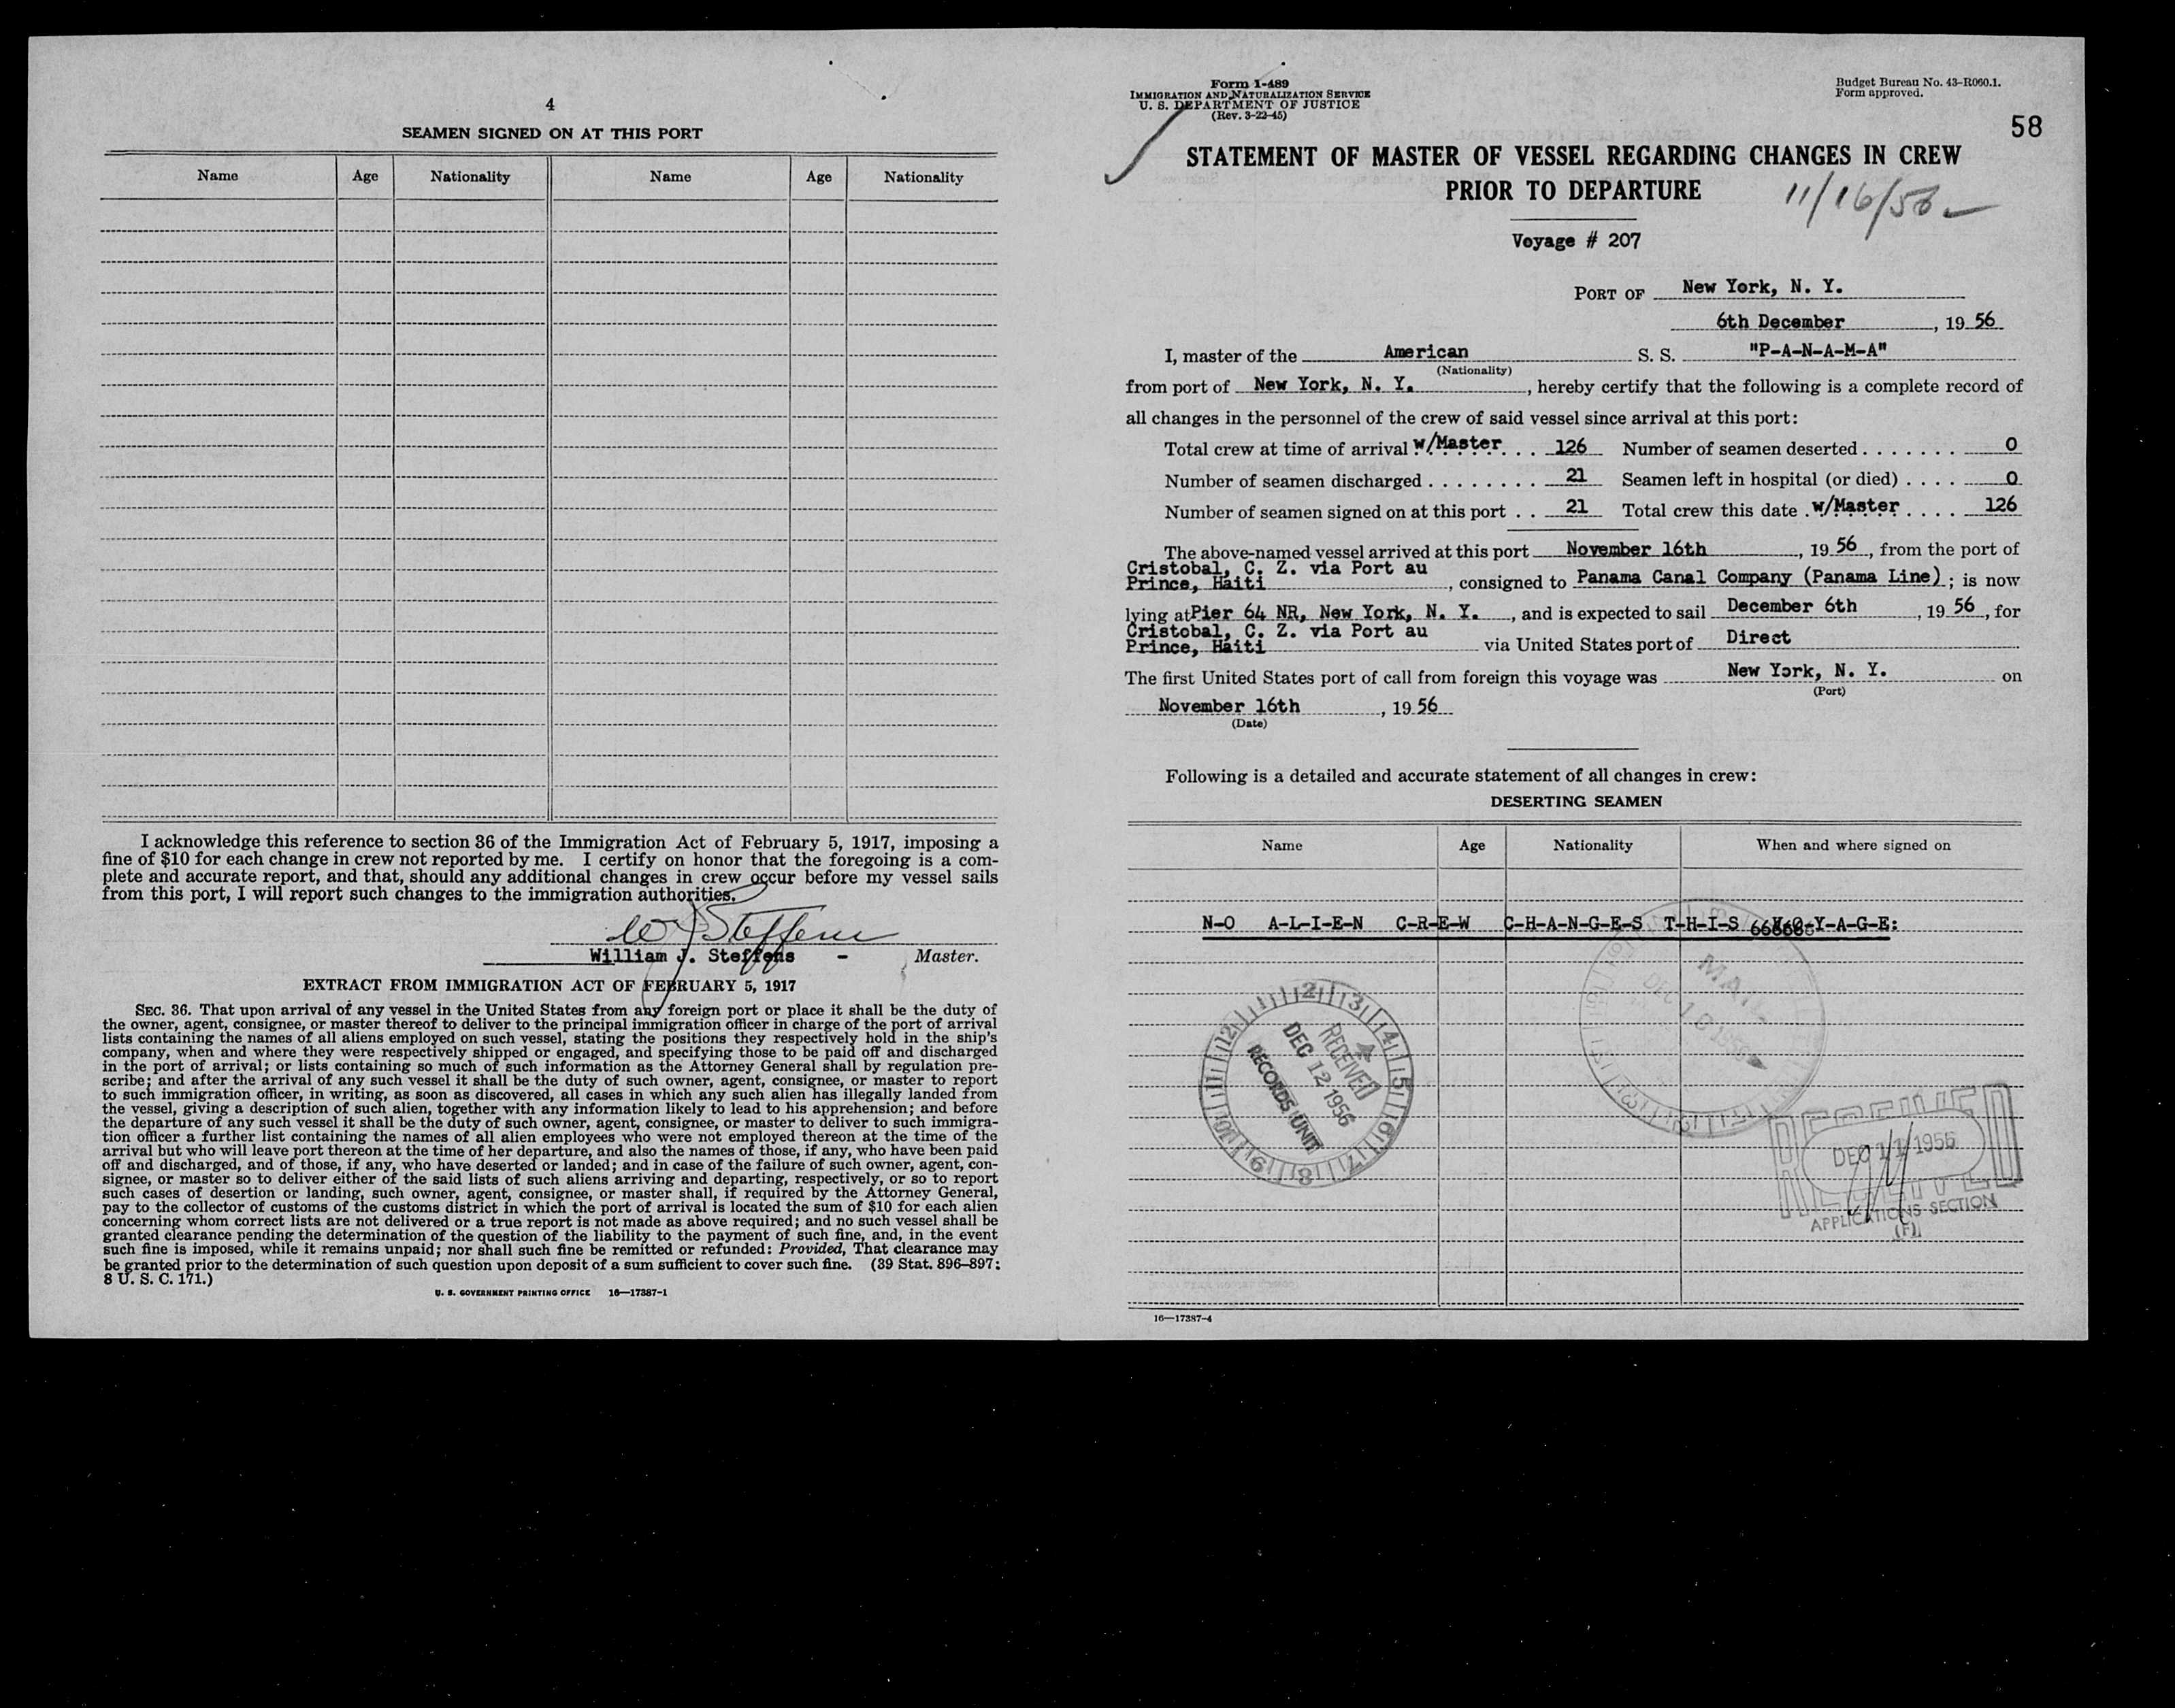 4
SEAMEN SIGNED ON AT THIS PORT
Name Age Nationality Name Age Nationality
I acknowledge this reference to section 36 of the Immigration Act of February 5, 1917, imposing a
fine of $10 for each change in crew not reported by me. I certify on honor that the foregoing is a com-
plete and accurate report, and that, should any additional changes in crew occur before my vessel sails
from this port, I will report such changes to the immigration authorities.
W J Steffens
William J. Steffens - Master.
EXTRACT FROM IMMIGRATION ACT OF FEBRUARY 5, 1917
SEC. 36. That upon arrival of any vessel in the United States from any foreign port or place it shall be the duty of
the owner, agent, consignee, or master thereof to deliver to the principal immigration officer in charge of the port of arrival
lists containing the names of all aliens employed on such vessel, stating the positions they respectively hold in the ship's
company, when and where they were respectively shipped or engaged, and specifying those to be paid off and discharged
in the port of arrival; or lists containing so much of such information as the Attorney General shall by regulation pre-
scribe; and after the arrival of any such vessel it shall be the duty of such owner, agent, consignee, or master to report
to such immigration officer, in writing, as soon as discovered, all cases in which any such alien has illegally landed from
the vessel, giving a description of such alien, together with any information likely to lead to his apprehension; and before
the departure of any such vessel it shall be the duty of such owner, agent, consignee, or master to deliver to such immigra-
tion officer a further list containing the names of all alien employees who were not employed thereon at the time of the
arrival but who will leave port thereon at the time of her departure, and also the names of those, if any, who have been paid
off and discharged, and of those, if any, who have deserted or landed; and in case of the failure of such owner, agent, con-
signee, or master so to deliver either of the said lists of such aliens arriving and departing, respectively, or so to report
such cases of desertion or landing, such owner, agent, consignee, or master shall, if required by the Attorney General,
pay to the collector of customs of the customs district in which the port of arrival is located the sum of $10 for each alien
concerning whom correct lists are not delivered or a true report is not made as above required; and no such vessel shall be
granted clearance pending the determination of the question of the liability to the payment of such fine, and, in the event
such fine is imposed, while it remains unpaid; nor shall such fine be remitted or refunded: Provided, That clearance may
be granted prior to the determination of such question upon deposit of a sum sufficient to cover such fine. (39 Stat. 896–897;
8 U. S. C. 171.)
U. S. GOVERNMENT PRINTING OFFICE 16—17387-1
Form I-489
IMMIGRATION AND NATURALIZATION SERVICE
U. S. DEPARTMENT OF JUSTICE
(Rev. 3-22-45)
Budget Bureau No. 43-R060.1.
Form approved.
58
STATEMENT OF MASTER OF VESSEL REGARDING CHANGES IN CREW
PRIOR TO DEPARTURE
11/16/56
Voyage # 207
PORT OF New York, N. Y.
6th December, 19 56
I, master of the American S. S. "P-A-N-A-M-A"
(Nationality)
from port of New York, N. Y., hereby certify that the following is a complete record of
all changes in the personnel of the crew of said vessel since arrival at this port:
Total crew at time of arrival w/Master. . . 126 Number of seamen deserted . . . . . . . 0
Number of seamen discharged . . . . . . . . 21 Seamen left in hospital (or died) . . . . 0
Number of seamen signed on at this port . . 21 Total crew this date . w/Master . . . . 126
The above-named vessel arrived at this port November 16th, 19 56, from the port of
Cristobal, C. Z. via Port au
Prince, Haiti, consigned to Panama Canal Company (Panama Line); is now
lying at Pier 64 NR, New York, N. Y., and is expected to sail December 6th, 19 56, for
Cristobal, C. Z. via Port au
Prince, Haiti via United States port of Direct
The first United States port of call from foreign this voyage was New York, N. Y. on
(Port)
November 16th, 19 56
(Date)
Following is a detailed and accurate statement of all changes in crew:
DESERTING SEAMEN
Name Age Nationality When and where signed on
N-O A-L-I-E-N C-R-E-W C-H-A-N-G-E-S T-H-I-S V-O-Y-A-G-E:
RECEIVED
DEC 12 1956
RECORDS UNIT
DEC 10 1956
RECEIVED
DEC 11 1956
APPLICATIONS SECTION
(F)
16—17387-4